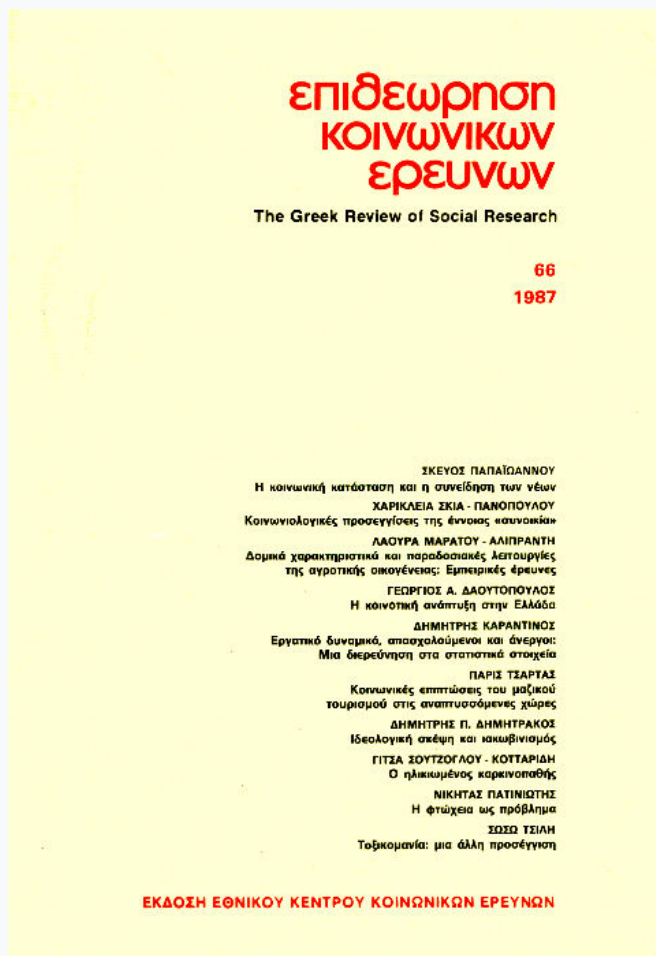 επιθεωρηση
κοινωνικων
ερευνων
The Greek Review of Social Research
66
1987
ΣΚΕΥΟΣ ΠΑΠΑΪΩΑΝΝΟΥ
Η κοινωνική κατάσταση και η συνείδηση των νέων
ΧΑΡΙΚΛΕΙΑ ΣΚΙΑ - ΠΑΝΟΠΟΥΛΟΥ
Κοινωνιολογικές προσεγγίσεις της έννοιας «συνοικία»
ΛΑΟΥΡΑ ΜΑΡΑΤΟΥ - ΑΛΙΠΡΑΝΤΗ
Δομικά χαρακτηριστικά και παραδοσιακές λειτουργίες
της αγροτικής οικογένειας: Εμπειρικές έρευνες
ΓΕΩΡΓΙΟΣ Α. ΔΑΟΥΤΟΠΟΥΛΟΣ
Η κοινοτική ανάπτυξη στην Ελλάδα
ΔΗΜΗΤΡΗΣ ΚΑΡΑΝΤΙΝΟΣ
Εργατικό δυναμικό, απασχολούμενοι και άνεργοι:
Μια διερεύνηση στα στατιστικά στοιχεία
ΠΑΡΙΣ ΤΣΑΡΤΑΣ
Κοινωνικές επιπτώσεις του μαζικού
τουρισμού στις αναπτυσσόμενες χώρες
ΔΗΜΗΤΡΗΣ Π. ΔΗΜΗΤΡΑΚΟΣ
Ιδεολογική σκέψη και ιακωβινισμός
ΓΙΤΣΑ ΣΟΥΤΖΟΓΛΟΥ - ΚΟΤΤΑΡΙΔΗ
Ο ηλικιωμένος καρκινοπαθής
ΝΙΚΗΤΑΣ ΠΑΤΙΝΙΩΤΗΣ
Η φτώχεια ως πρόβλημα
ΣΩΣΩ ΤΣΙΛΗ
Τοξικομανία: μια άλλη προσέγγιση
ΕΚΔΟΣΗ ΕΘΝΙΚΟΥ ΚΕΝΤΡΟΥ ΚΟΙΝΩΝΙΚΩΝ ΕΡΕΥΝΩΝ